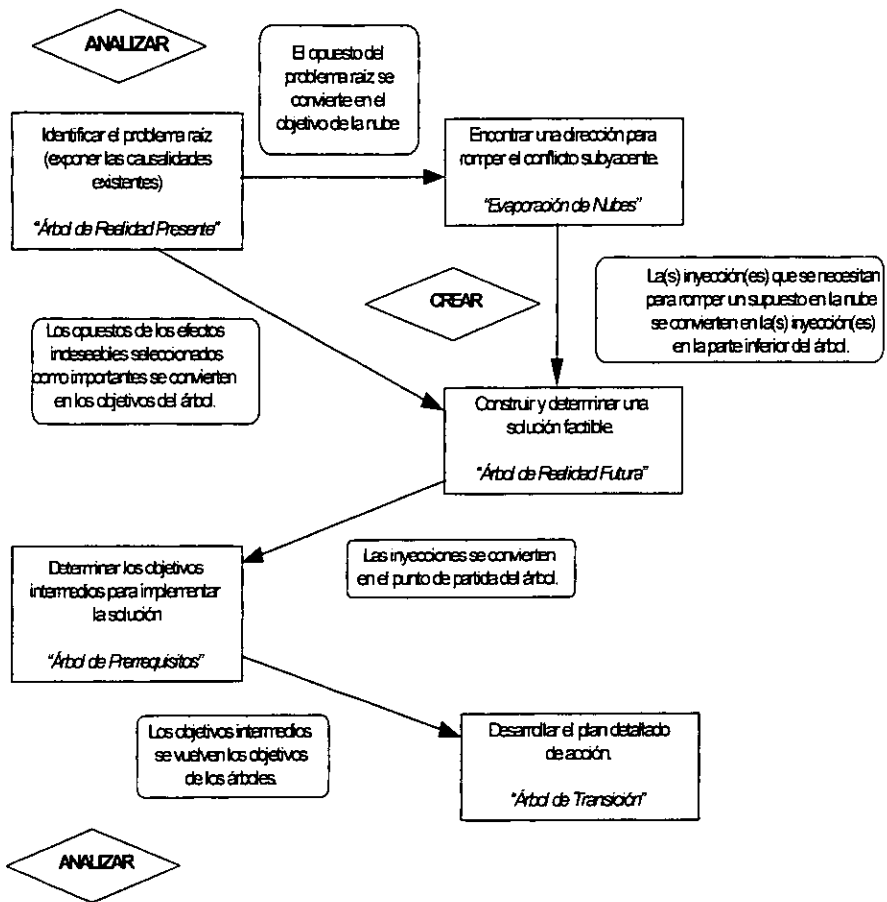 ANALIZAR
El opuesto del
problema raíz se
convierte en el
objetivo de la nube
Identificar el problema raíz
(exponer las causalidades
existentes)
"Árbol de Realidad Presente"
Encontrar una dirección para
romper el conflicto subyacente.
"Evaporación de Nubes"
CREAR
La(s) inyección(es) que se necesitan
para romper un supuesto en la nube
se convierten en la(s) inyección(es)
en la parte inferior del árbol.
Los opuestos de los efectos
indeseables seleccionados
como importantes se convierten
en los objetivos del árbol.
Construir y determinar una
solución factible.
"Árbol de Realidad Futura"
Las inyecciones se convierten
en el punto de partida del árbol.
Determinar los objetivos
intermedios para implementar
la solución
"Árbol de Prerrequisitos"
Los objetivos intermedios
se vuelven los objetivos
de los árboles.
Desarrollar el plan detallado
de acción.
"Árbol de Transición"
ANALIZAR